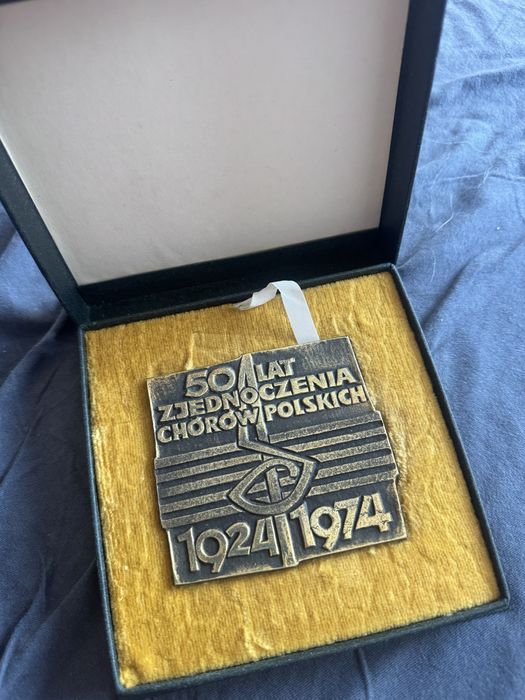 50 LAT
ZJEDNOCZENIA
CHÓRÓW POLSKICH
1924 1974